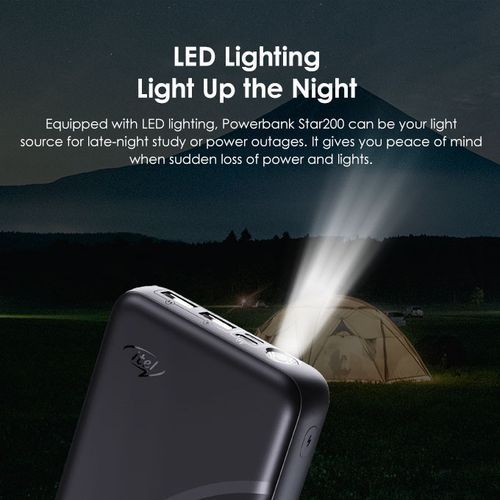 LED Lighting
Light Up the Night
Equipped with LED lighting, Powerbank Star200 can be your light
source for late-night study or power outages. It gives you peace of mind
when sudden loss of power and lights.
itel